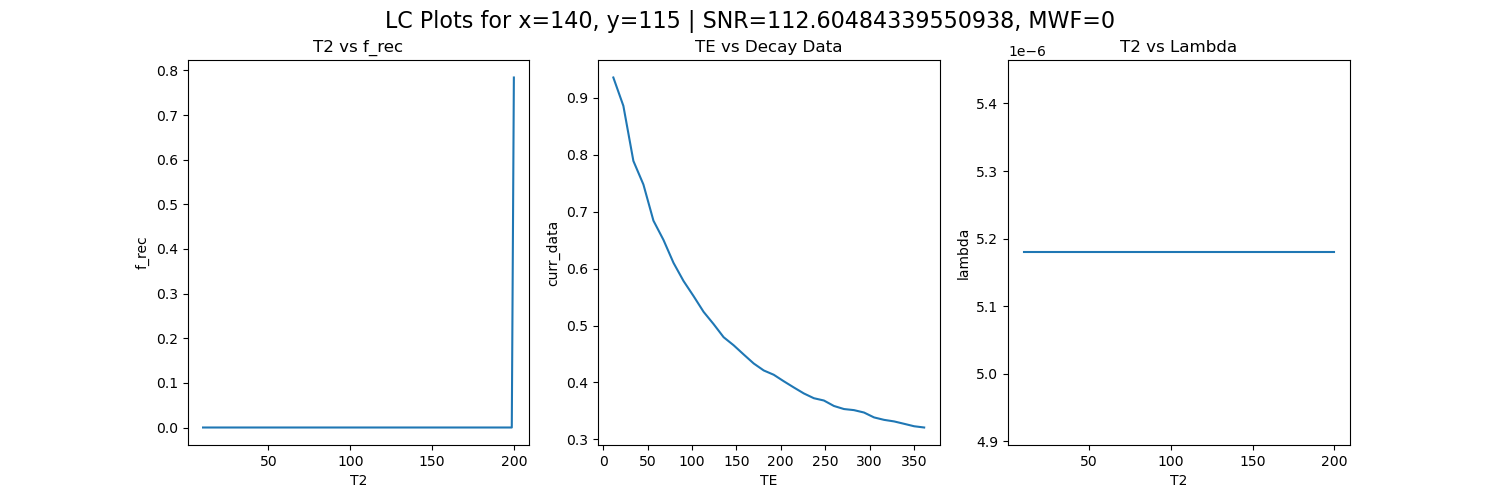 LC Plots for x=140, y=115 | SNR=112.60484339550938, MWF=0
T2 vs f_rec
0.8
0.7
0.6
0.5
0.4
0.3
0.2
0.1
0.0
f_rec
50 100 150 200
T2
TE vs Decay Data
0.9
0.8
0.7
0.6
0.5
0.4
0.3
curr_data
0 50 100 150 200 250 300 350
TE
T2 vs Lambda
1e−6
5.4
5.3
5.2
5.1
5.0
4.9
lambda
50 100 150 200
T2